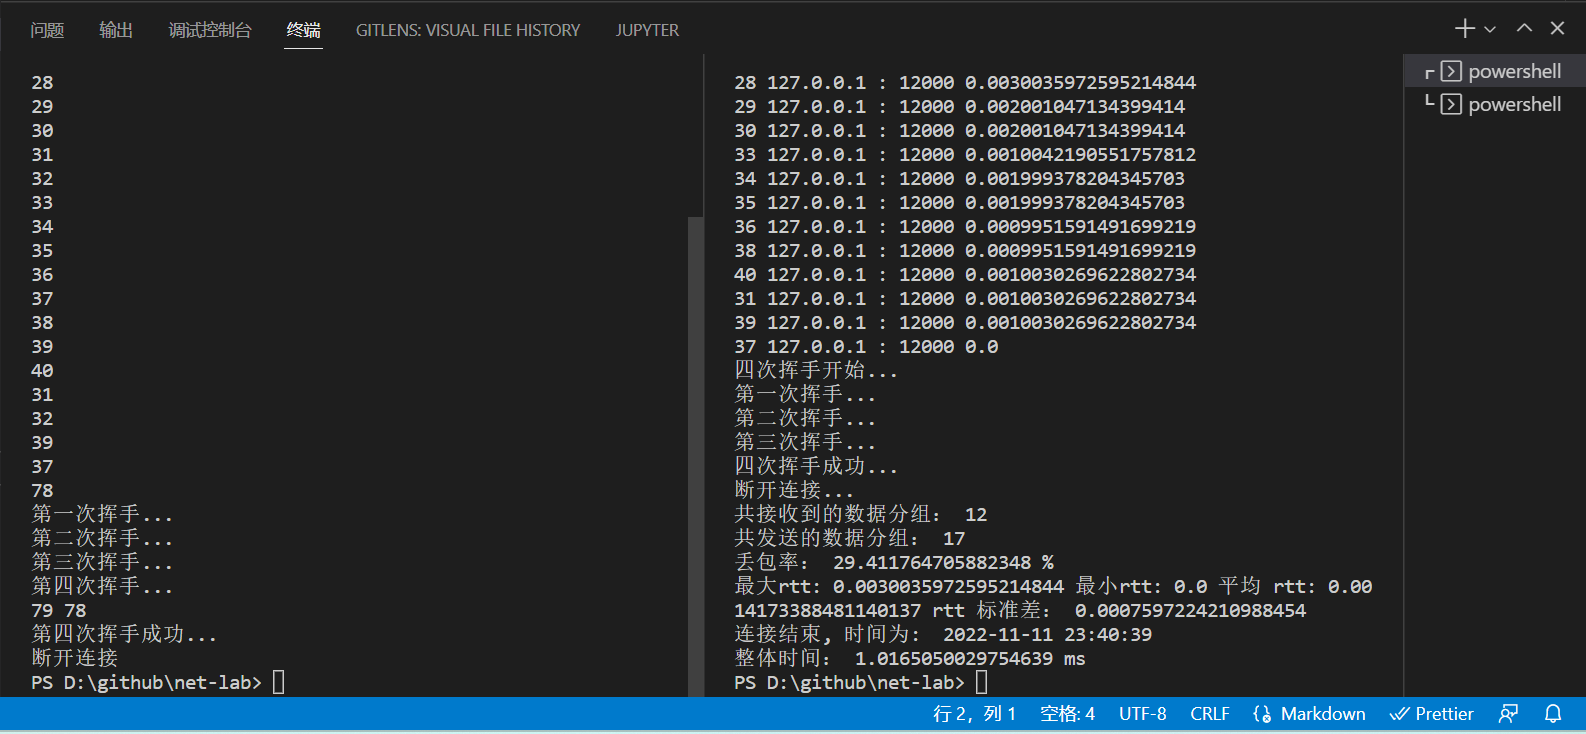 问题 输出 调试控制台 终端 GITLENS: VISUAL FILE HISTORY JUPYTER
28
29
30
31
32
33
34
35
36
37
38
39
40
31
32
39
37
78
第一次挥手...
第二次挥手...
第三次挥手...
第四次挥手...
79 78
第四次挥手成功...
断开连接
PS D:\github\net-lab>
28 127.0.0.1 : 12000 0.0030035972595214844
29 127.0.0.1 : 12000 0.002001047134399414
30 127.0.0.1 : 12000 0.002001047134399414
33 127.0.0.1 : 12000 0.0010042190551757812
34 127.0.0.1 : 12000 0.001999378204345703
35 127.0.0.1 : 12000 0.001999378204345703
36 127.0.0.1 : 12000 0.0009951591491699219
38 127.0.0.1 : 12000 0.0009951591491699219
40 127.0.0.1 : 12000 0.0010030269622802734
31 127.0.0.1 : 12000 0.0010030269622802734
39 127.0.0.1 : 12000 0.0010030269622802734
37 127.0.0.1 : 12000 0.0
四次挥手开始...
第一次挥手...
第二次挥手...
第三次挥手...
四次挥手成功...
断开连接...
共接收到的数据分组： 12
共发送的数据分组： 17
丢包率： 29.411764705882348 %
最大rtt: 0.0030035972595214844 最小rtt: 0.0 平均 rtt: 0.00
14173388481140137 rtt 标准差： 0.0007597224210988454
连接结束, 时间为： 2022-11-11 23:40:39
整体时间： 1.0165050029754639 ms
PS D:\github\net-lab>
powershell
powershell
行 2，列 1 空格: 4 UTF-8 CRLF Markdown Prettier